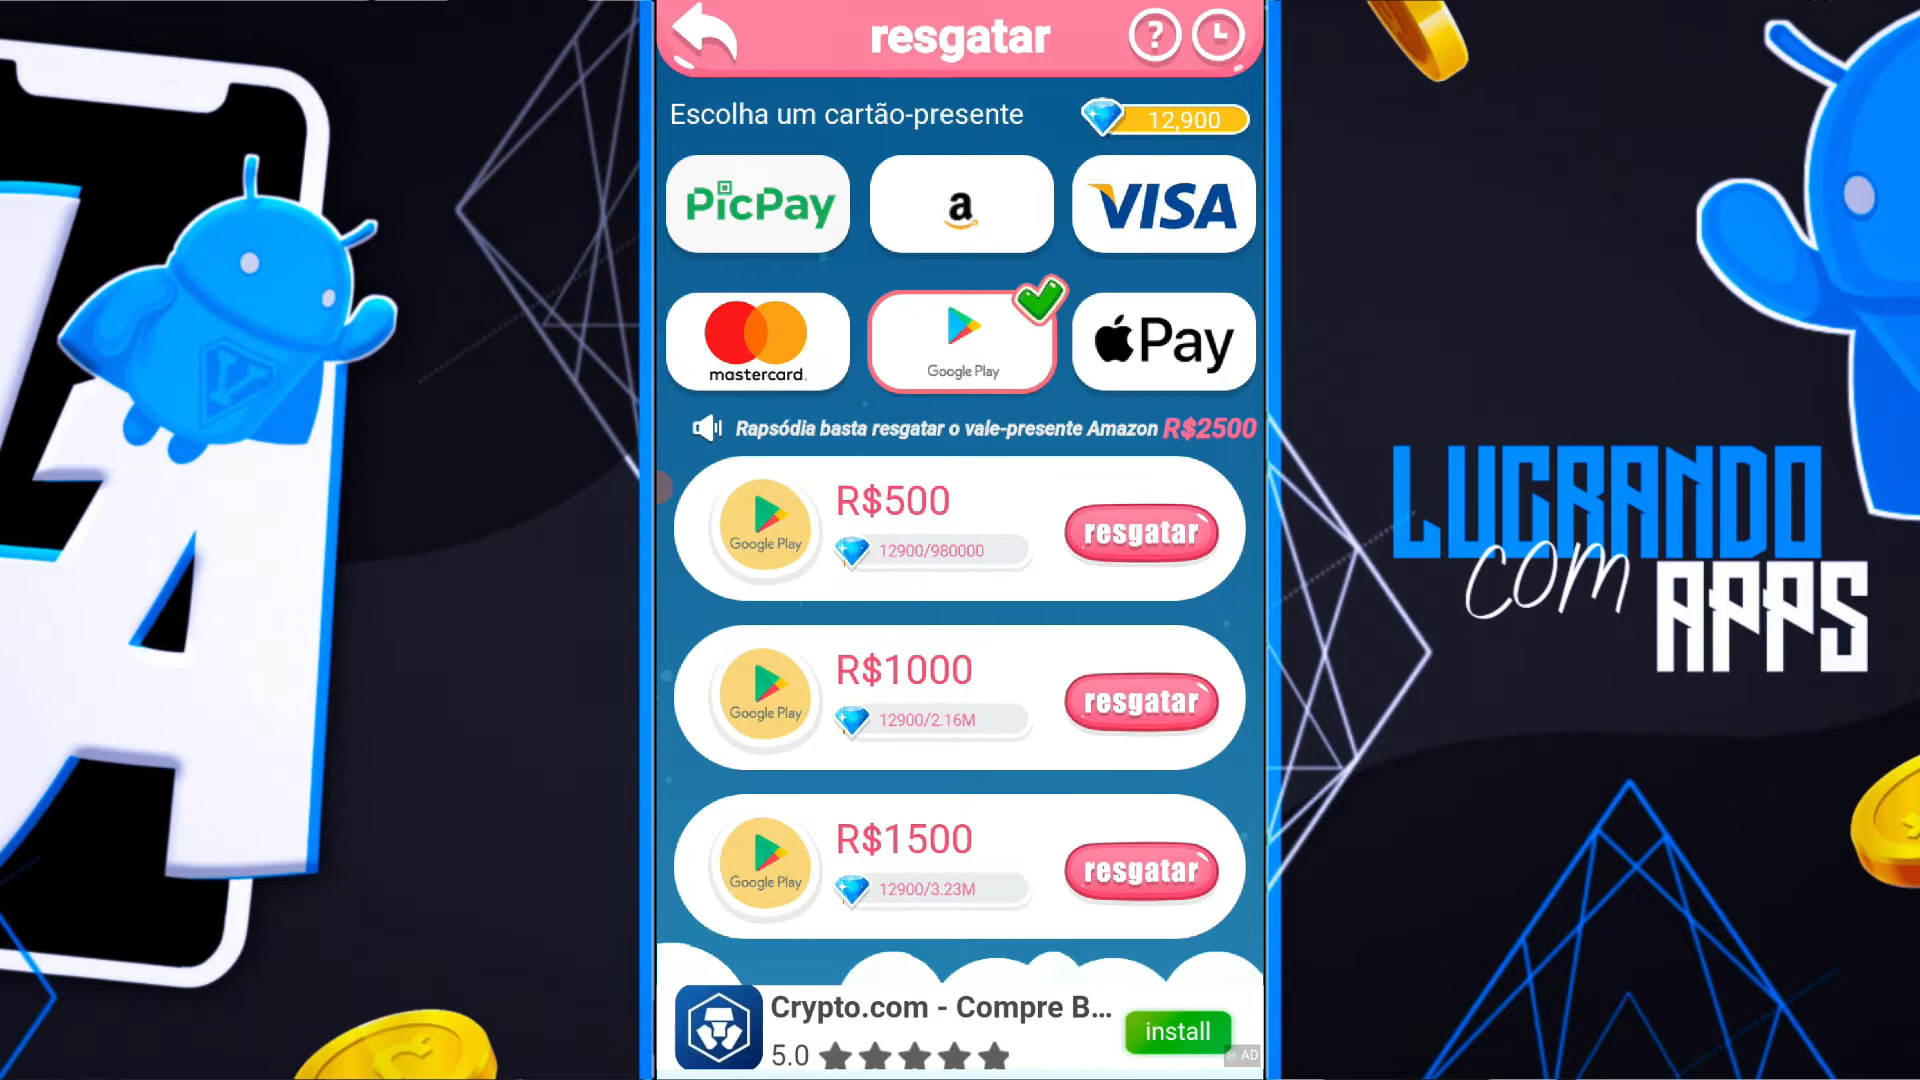 resgatar
?
Escolha um cartão-presente
12,900
PicPay
a
VISA
mastercard.
Google Play
Pay
Rapsódia basta resgatar o vale-presente Amazon R$2500
R$500
Google Play
12900/980000
resgatar
R$1000
Google Play
12900/2.16M
resgatar
R$1500
Google Play
12900/3.23M
resgatar
Crypto.com - Compre B...
5.0
install
AD
LUCRANDO
com
APPS